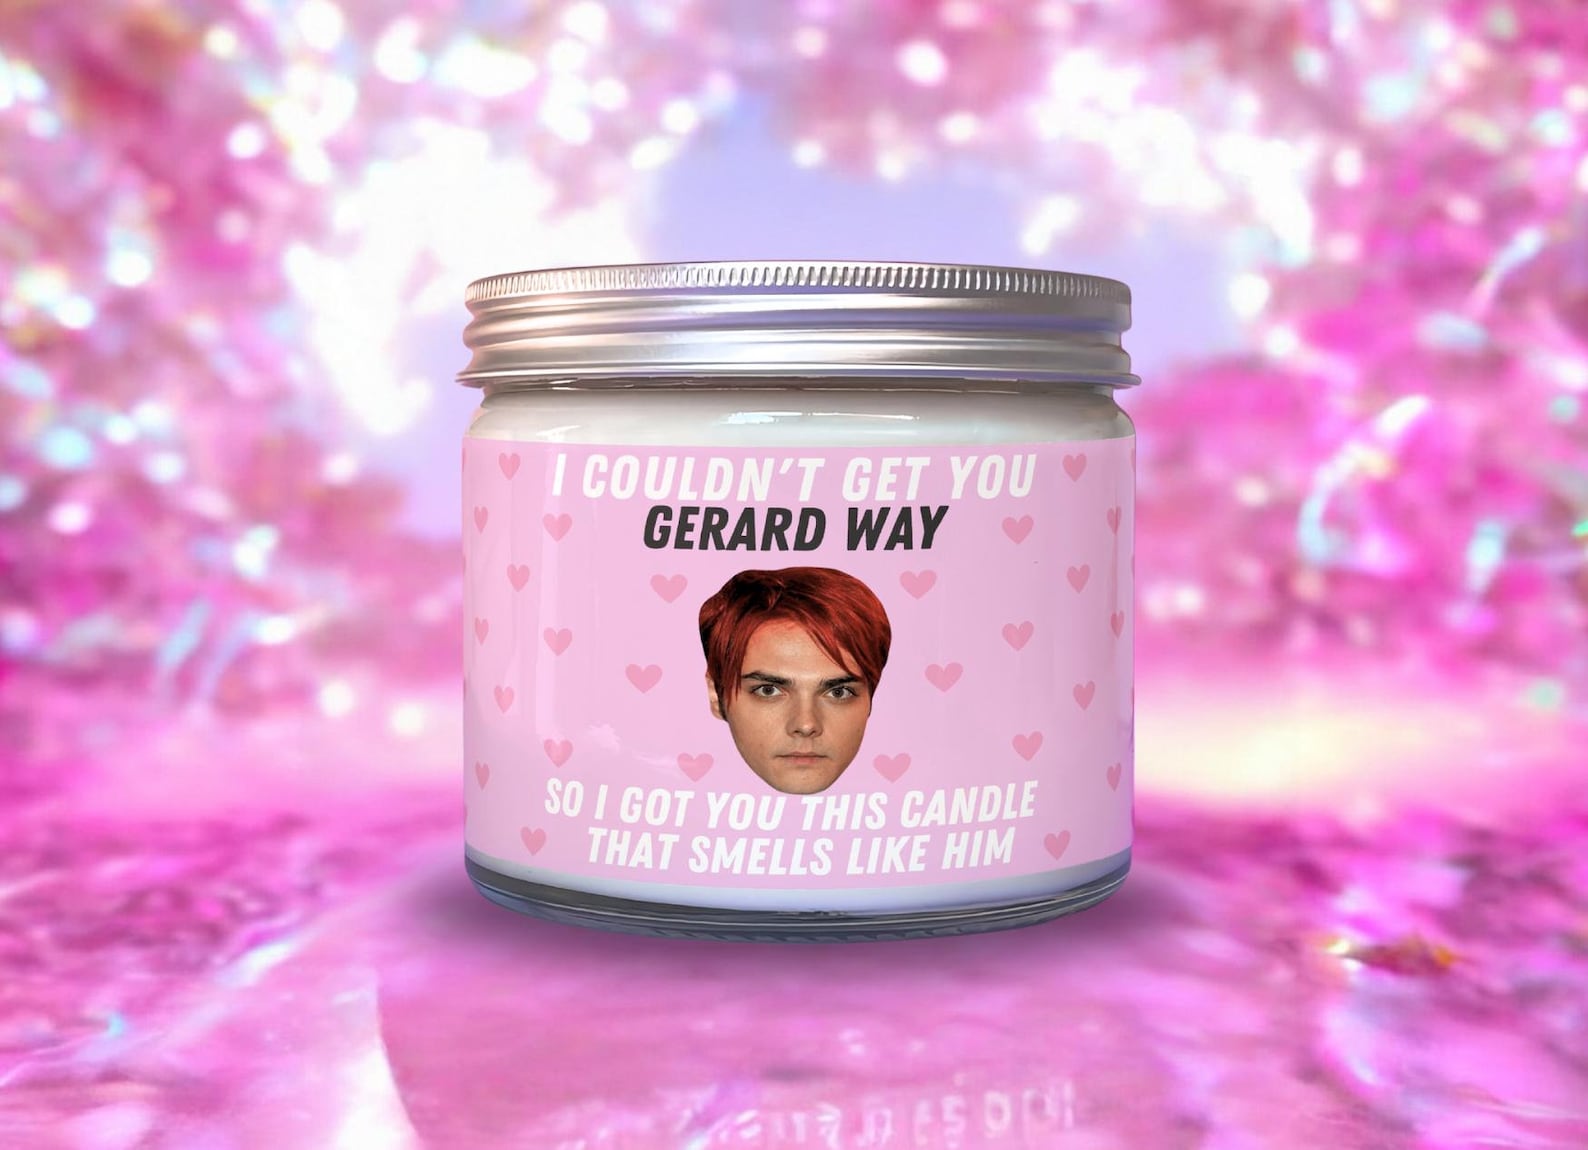 I COULDN'T GET YOU
GERARD WAY
SO I GOT YOU THIS CANDLE
THAT SMELLS LIKE HIM